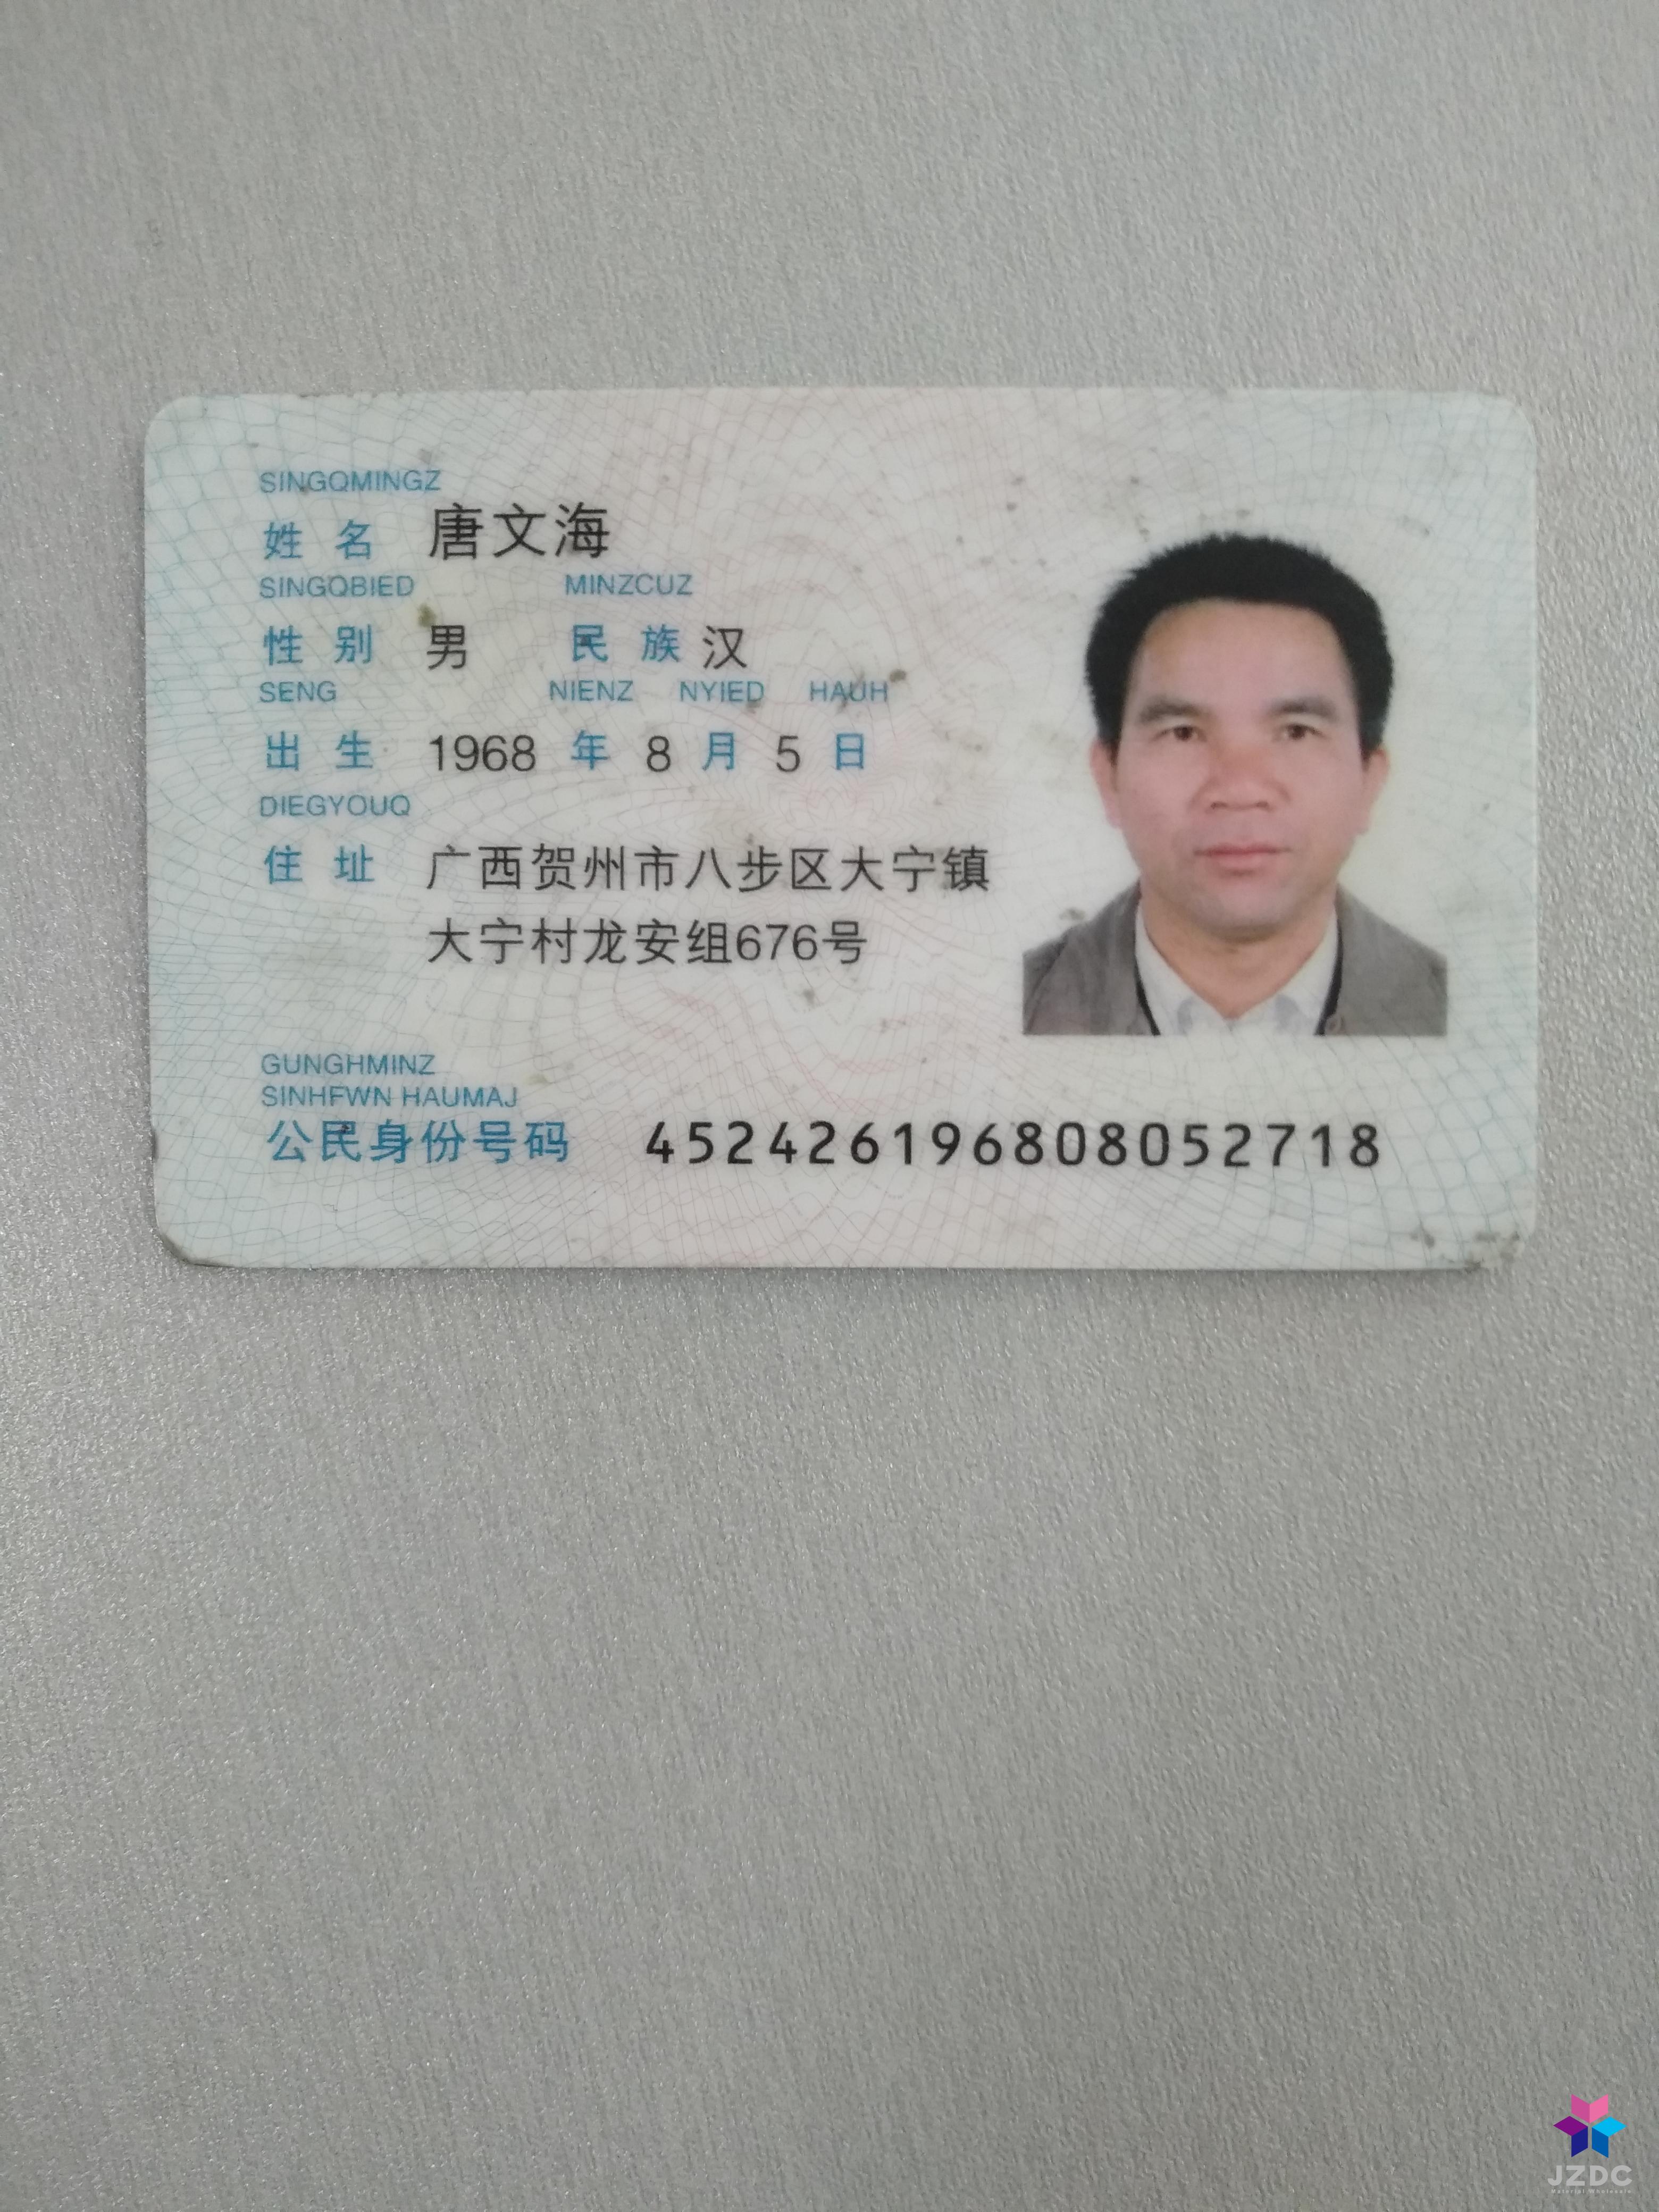 SINGQMINGZ
姓 名 唐文海
SINGQBIED MINZCUZ
性 别 男 民 族 汉
SENG NIENZ NYIED HAUH
出 生 1968 年 8 月 5 日
DIEGYOUQ
住 址 广西贺州市八步区大宁镇
大宁村龙安组676号
GUNGHMINZ
SINHFWN HAUMAJ
公民身份号码 452426196808052718
JZDC